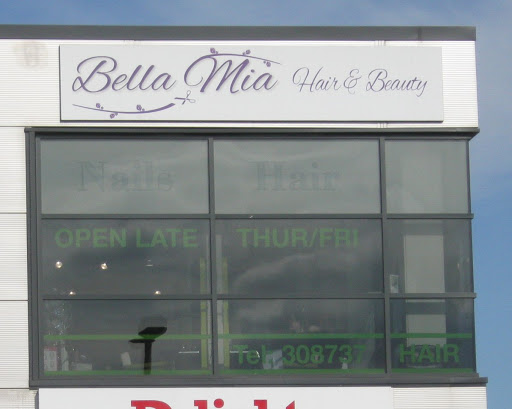 Bella Mia Hair & Beauty
Nails Hair
OPEN LATE THUR/FRI
Tel: 308737 HAIR